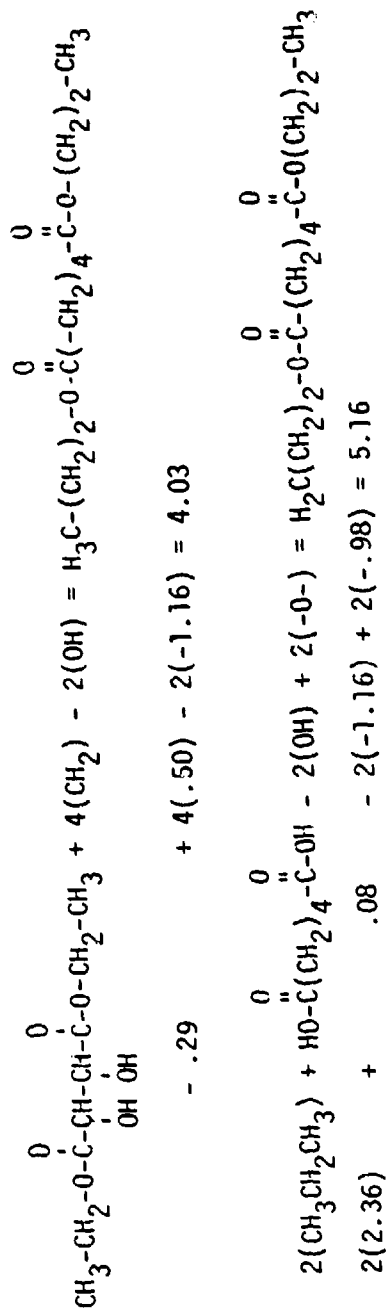 O O O O
CH3-CH2-O-C-CH-CH-C-O-CH2-CH3 + 4(CH2) - 2(OH) = H3C-(CH2)2-O-C(-CH2)4-C-O-(CH2)2-CH3
OH OH
- .29 + 4(.50) - 2(-1.16) = 4.03
O O O O
2(CH3CH2CH3) + HO-C(CH2)4-C-OH - 2(OH) + 2(-O-) = H2C(CH2)2-O-C-(CH2)4-C-O(CH2)2-CH3
2(2.36) + .08 - 2(-1.16) + 2(-.98) = 5.16